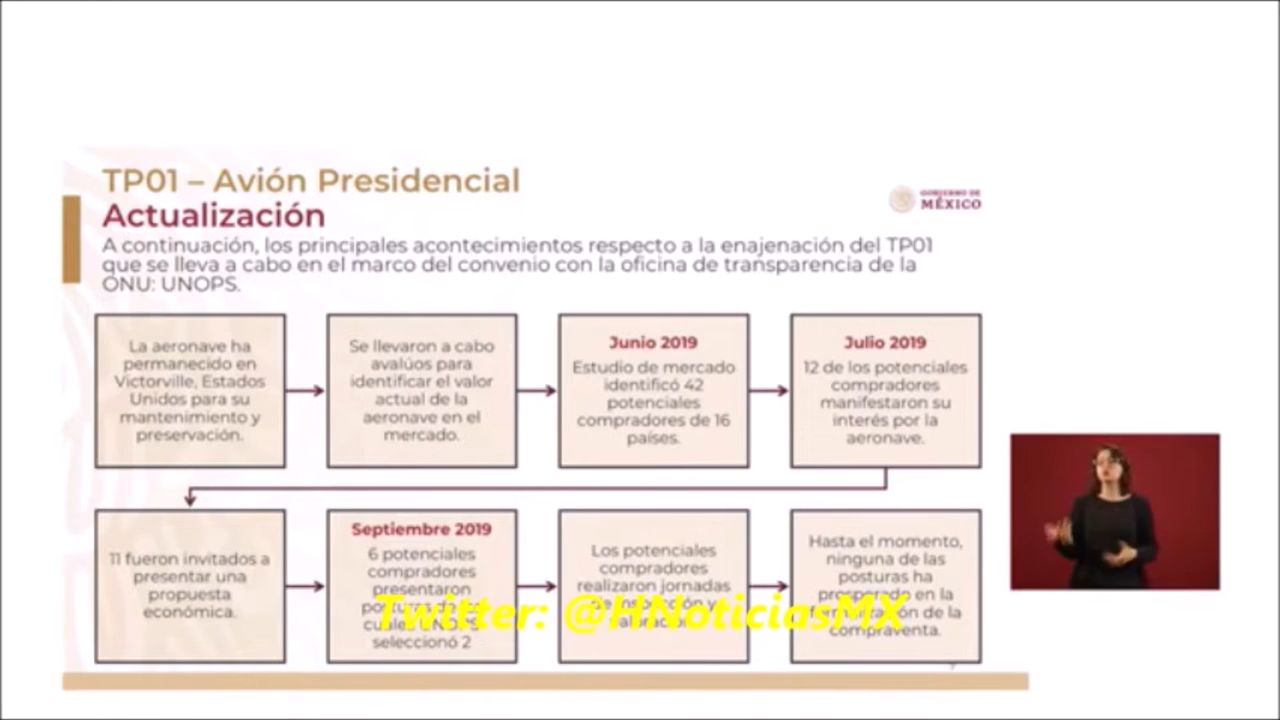 TP01 – Avión Presidencial
Actualización
GOBIERNO DE
MÉXICO
A continuación, los principales acontecimientos respecto a la enajenación del TP01
que se lleva a cabo en el marco del convenio con la oficina de transparencia de la
ONU: UNOPS.
La aeronave ha
permanecido en
Victorville, Estados
Unidos para su
mantenimiento y
preservación.
Se llevaron a cabo
avalúos para
identificar el valor
actual de la
aeronave en el
mercado.
Junio 2019
Estudio de mercado
identificó 42
potenciales
compradores de 16
países.
Julio 2019
12 de los potenciales
compradores
manifestaron su
interés por la
aeronave.
11 fueron invitados a
presentar una
propuesta
económica.
Septiembre 2019
6 potenciales
compradores
presentaron
seleccionó 2
Los potenciales
compradores
realizaron jornadas
Hasta el momento,
ninguna de las
posturas ha
prosperado en la
de la
compraventa.
Twitter: @HNoticiasMX